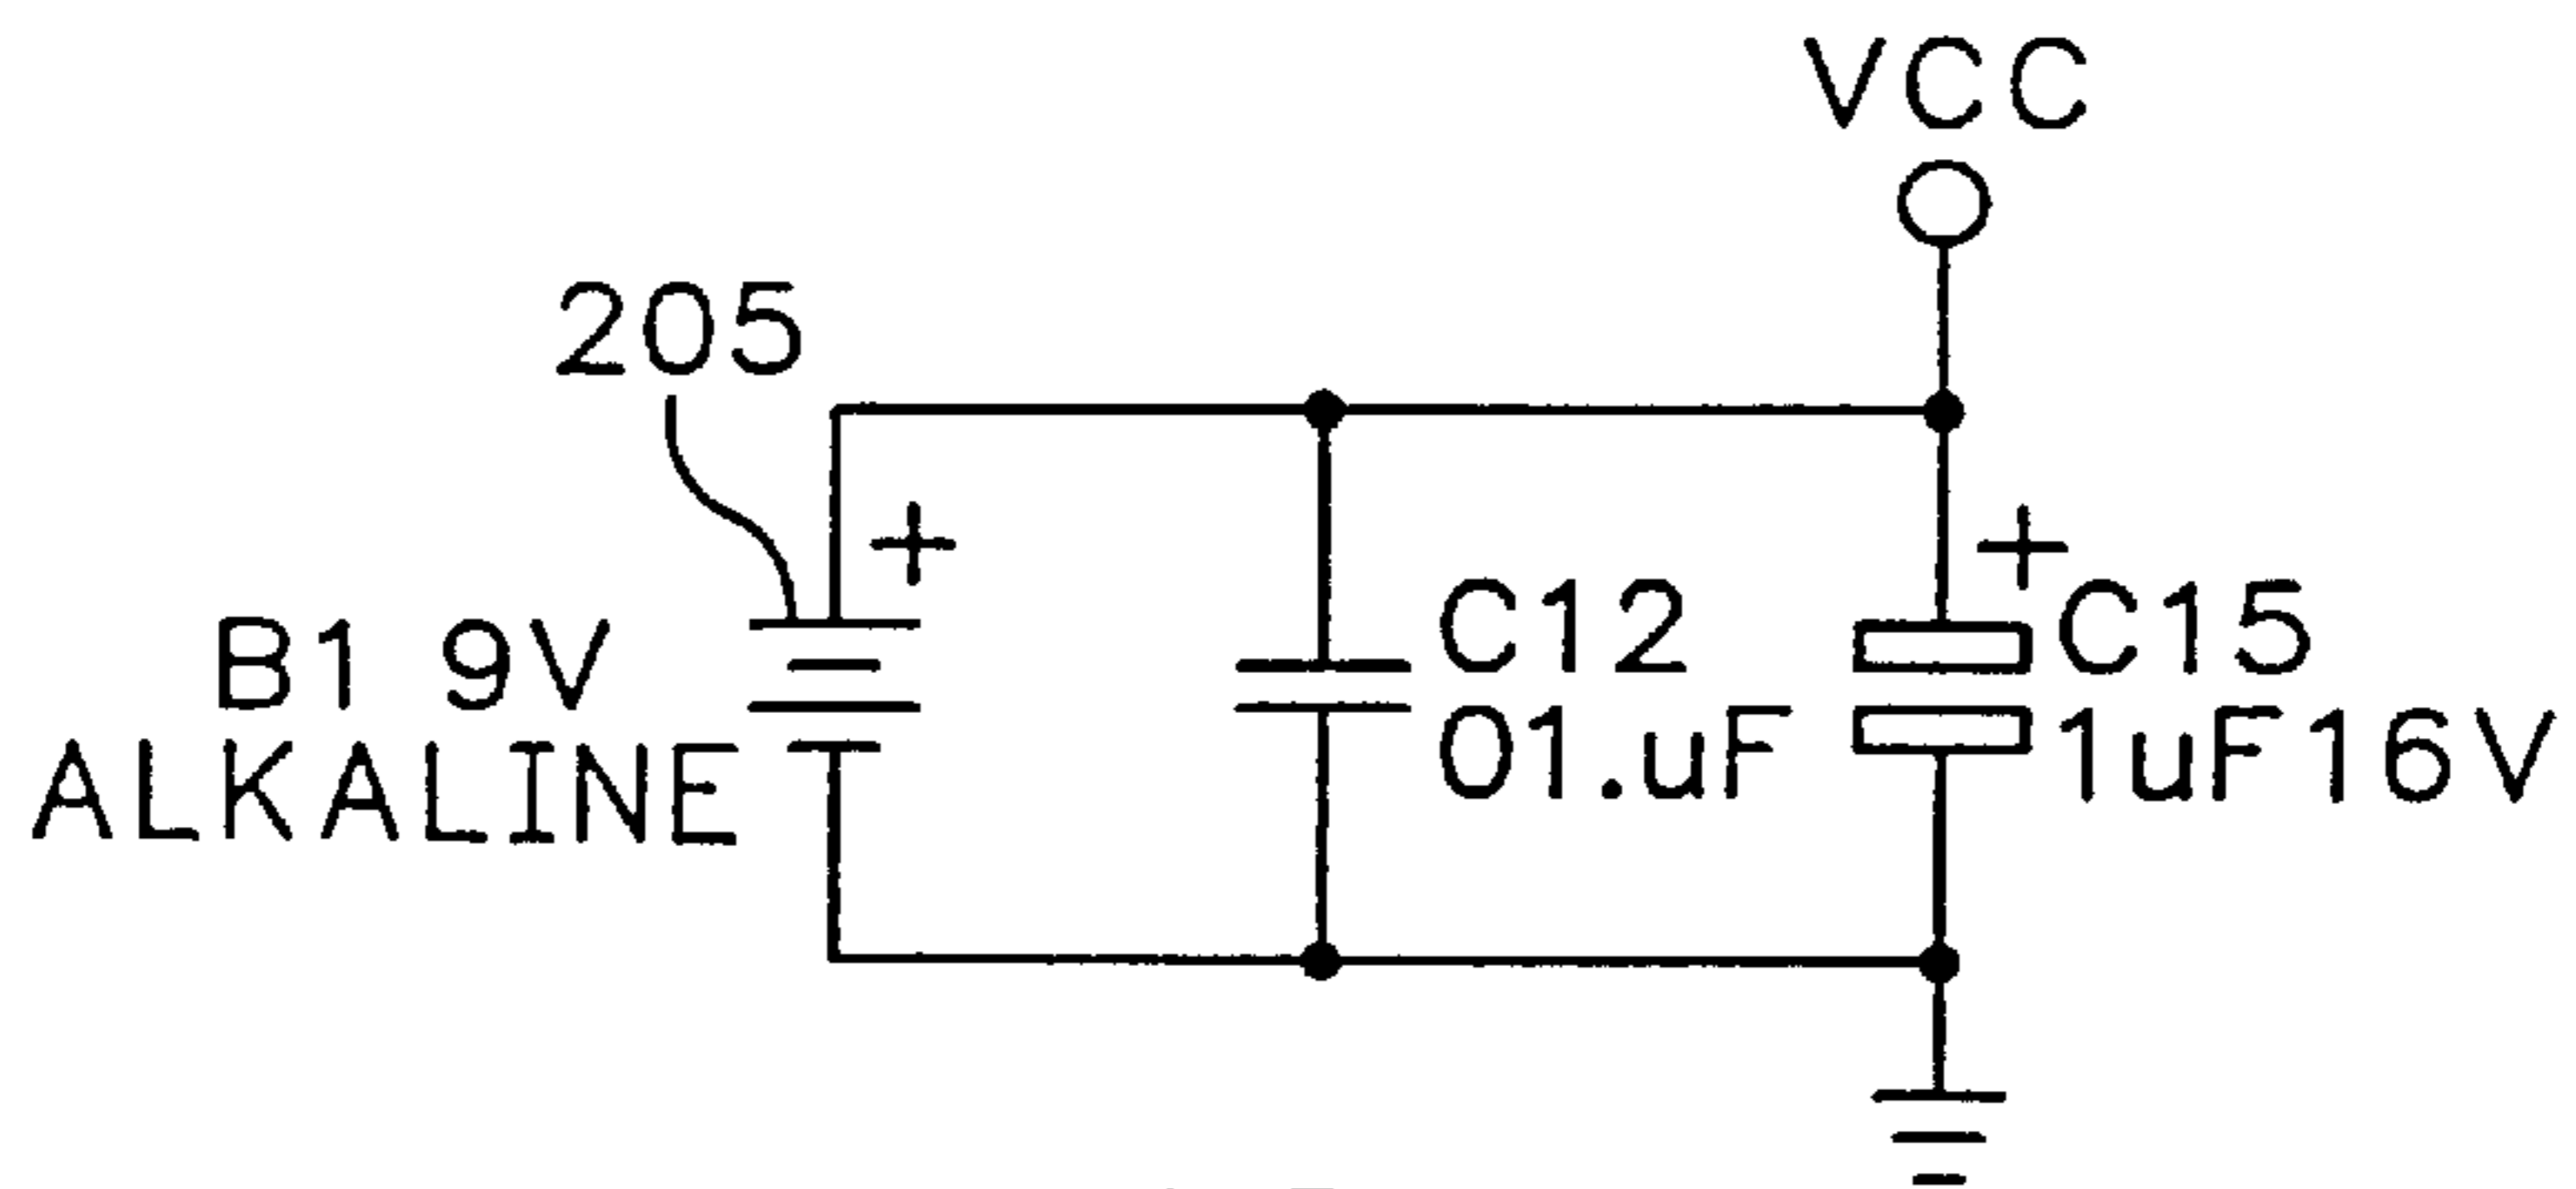 VCC
205
+
+
B1 9V
ALKALINE
C12
01.uF
C15
1uF16V